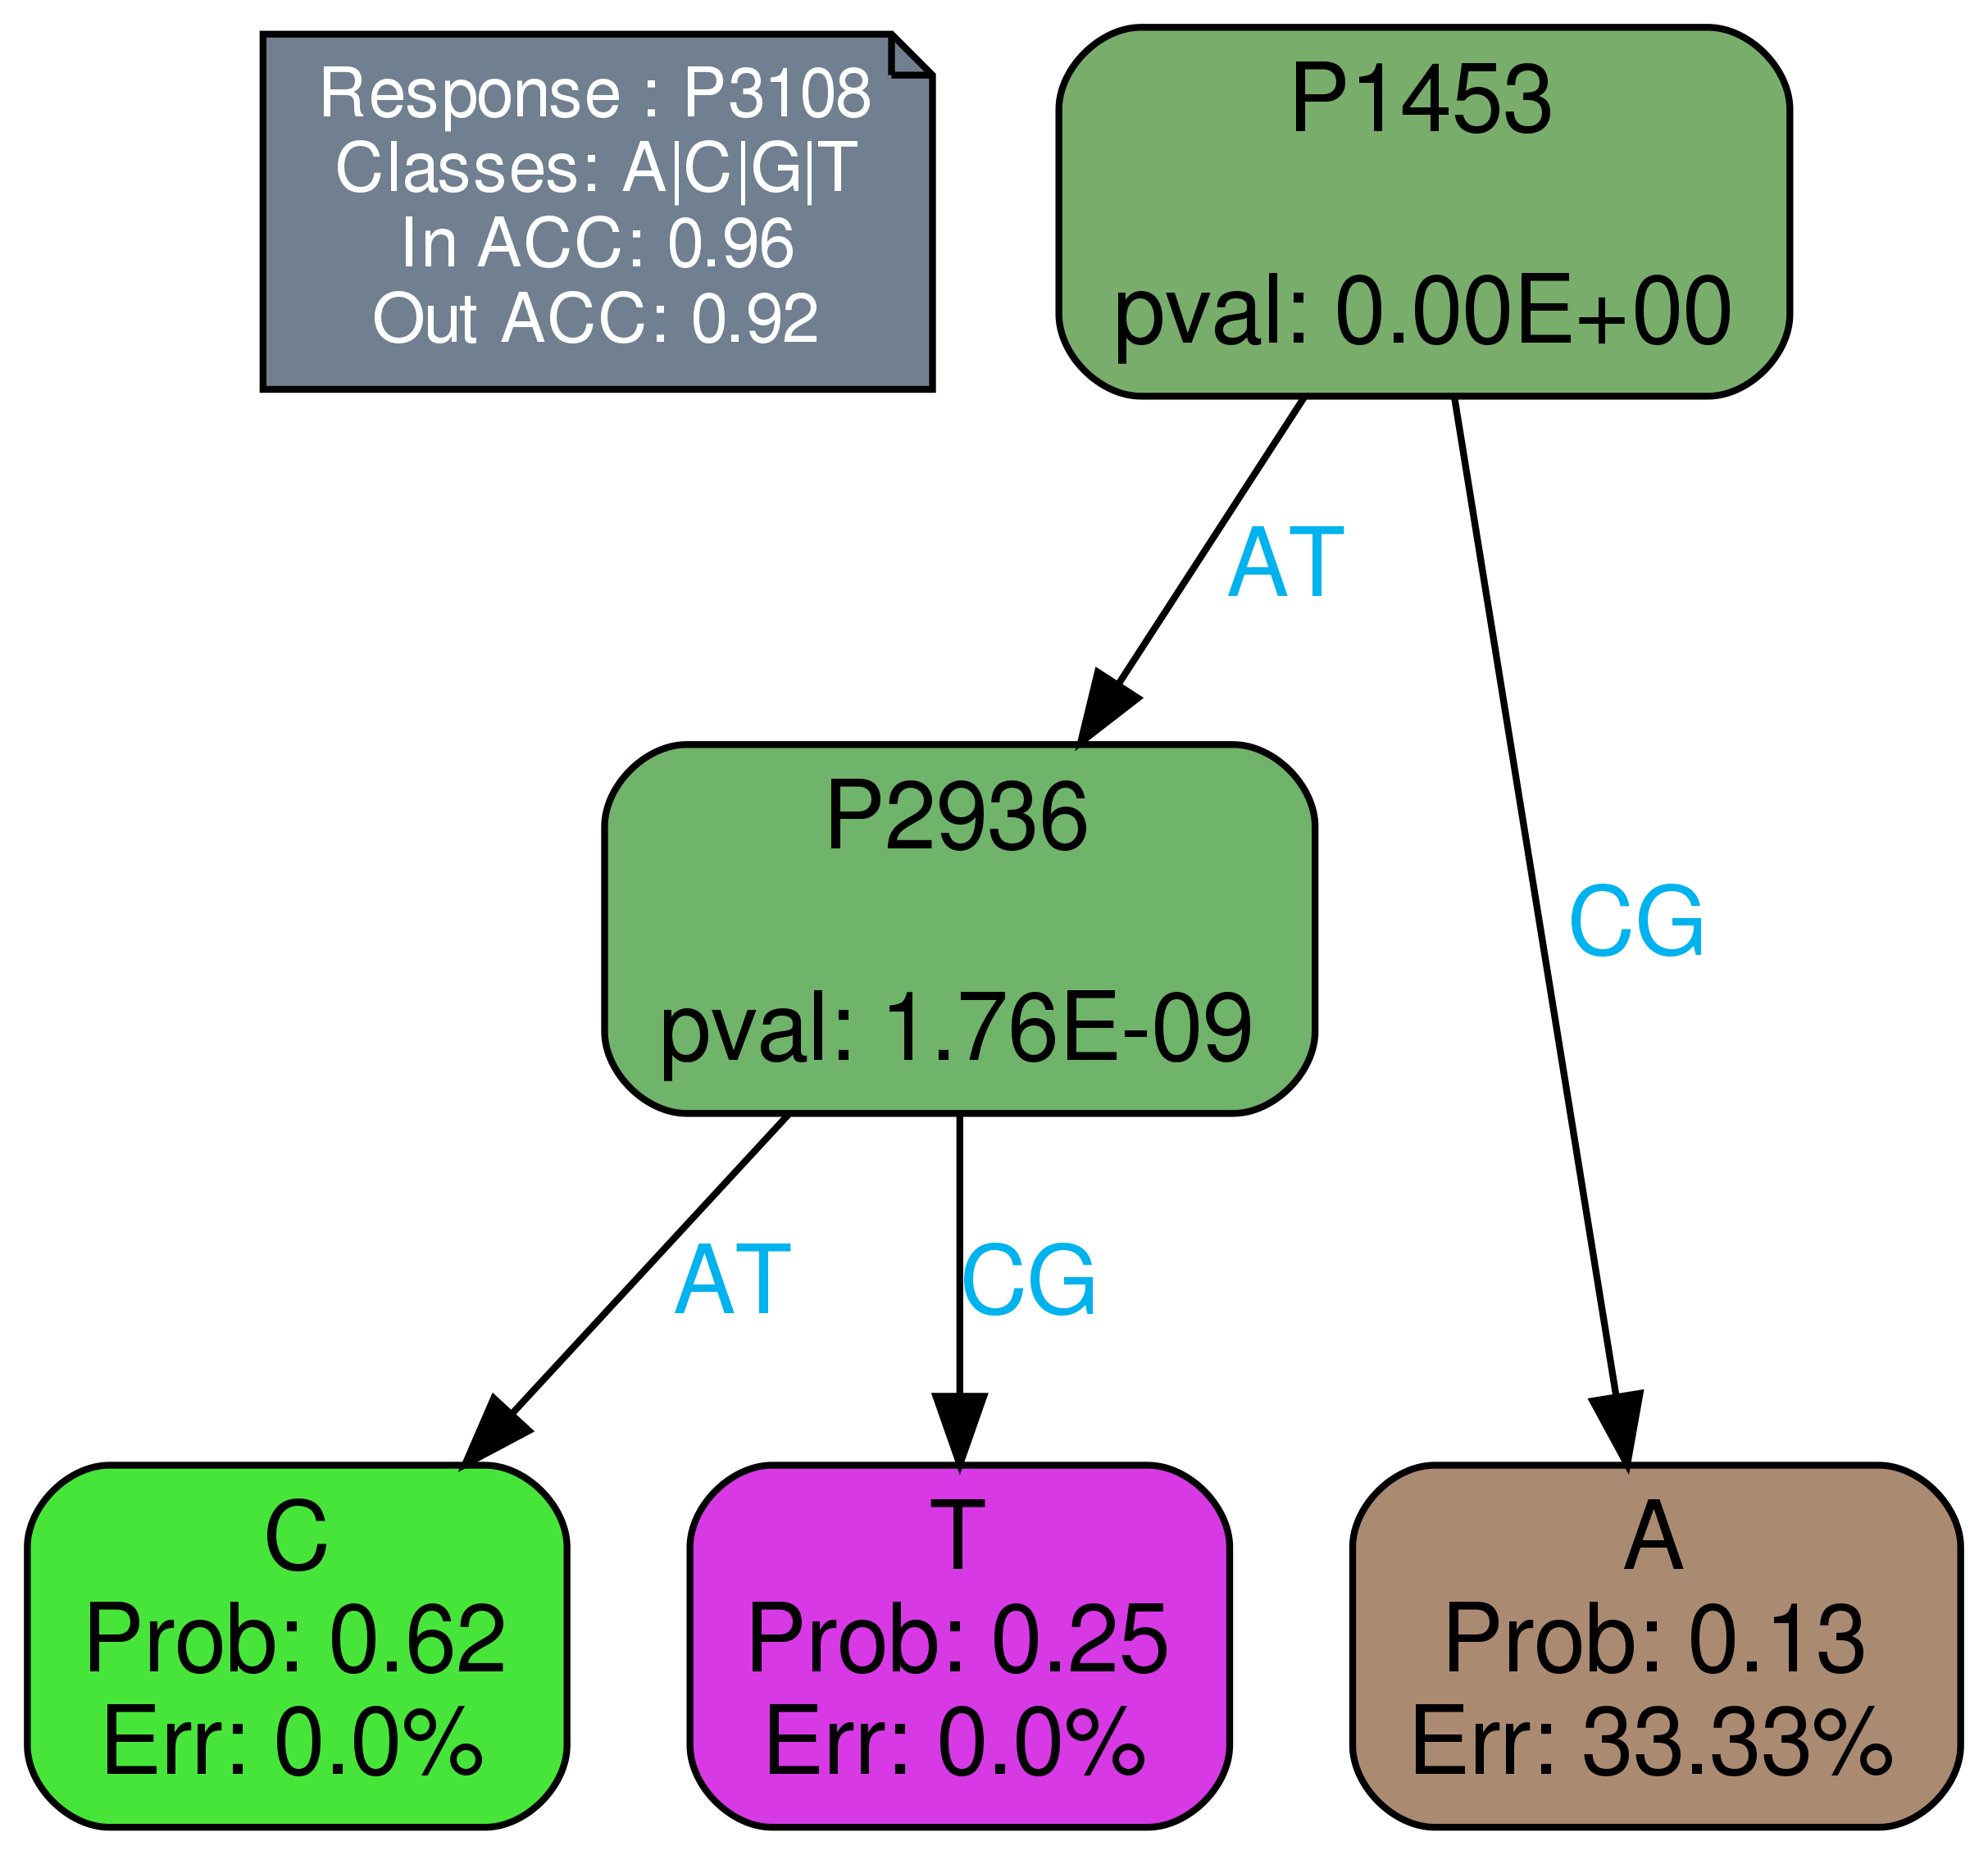 Response : P3108
Classes: A|C|G|T
In ACC: 0.96
Out ACC: 0.92
P1453
pval: 0.00E+00
AT
CG
P2936
pval: 1.76E-09
AT
CG
C
Prob: 0.62
Err: 0.0%
T
Prob: 0.25
Err: 0.0%
A
Prob: 0.13
Err: 33.33%